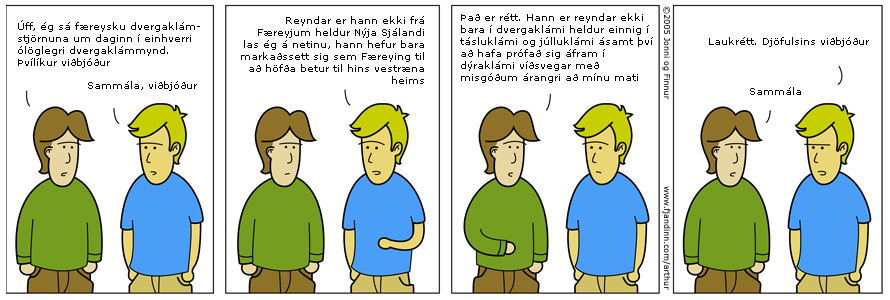 Úff, ég sá færeysku dvergaklám-
stjörnuna um daginn í einhverri
ólöglegri dvergaklámmynd.
Þvílíkur viðbjóður
Sammála, viðbjóður
Reyndar er hann ekki frá
Færeyjum heldur Nýja Sjálandi
las ég á netinu, hann hefur bara
markaðssett sig sem Færeying til
að höfða betur til hins vestræna
heims
Það er rétt. Hann er reyndar ekki
bara í dvergaklámi heldur einnig í
táslukĺámi og júlluklámi ásamt því
að hafa prófað sig áfram í
dýraklámi víðsvegar með
misgóðum árangri að mínu mati
©2005 Jonni og Finnur
www.fjandinn.com/arthur
Laukrétt. Djöfulsins viðbjóður
Sammála